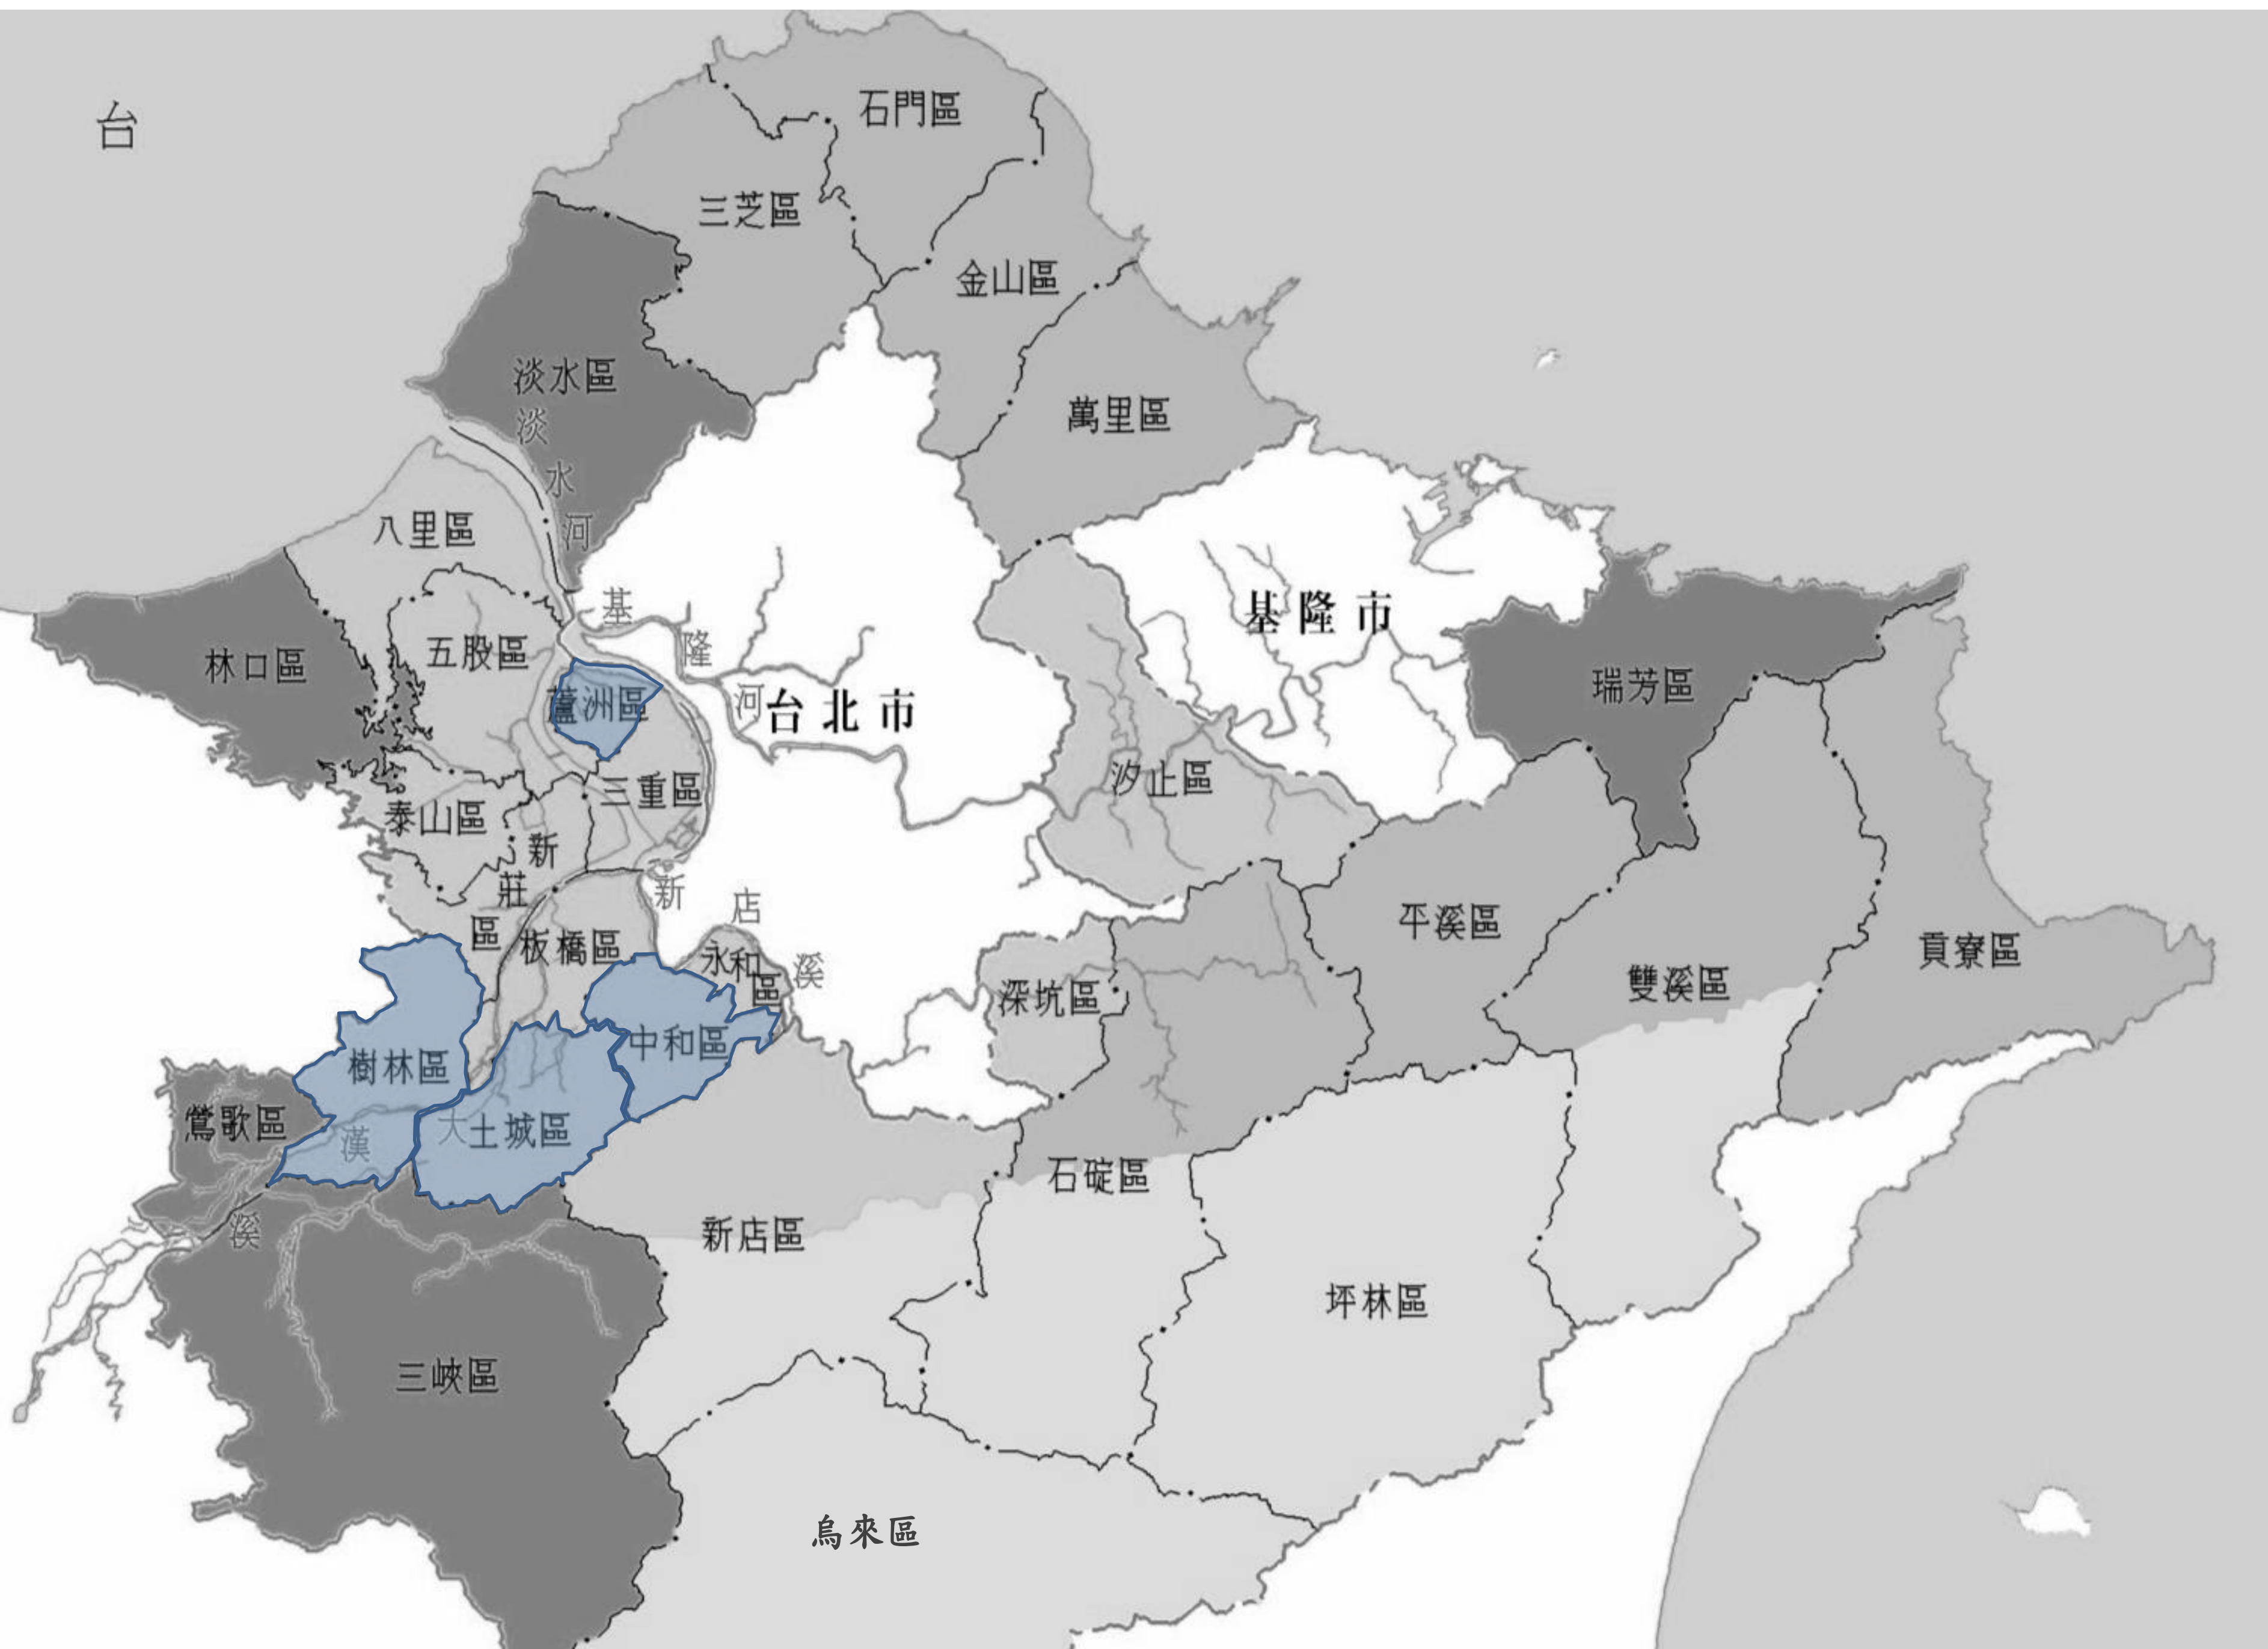 台
石門區
三芝區
金山區
淡水區
萬里區
淡水河
八里區
基隆河
基隆市
五股區
林口區
蘆洲區
台北市
瑞芳區
汐止區
三重區
泰山區
新莊區
新店溪
板橋區
永和區
平溪區
貢寮區
雙溪區
深坑區
中和區
樹林區
鶯歌區
土城區
大漢溪
石碇區
新店區
坪林區
三峽區
烏來區